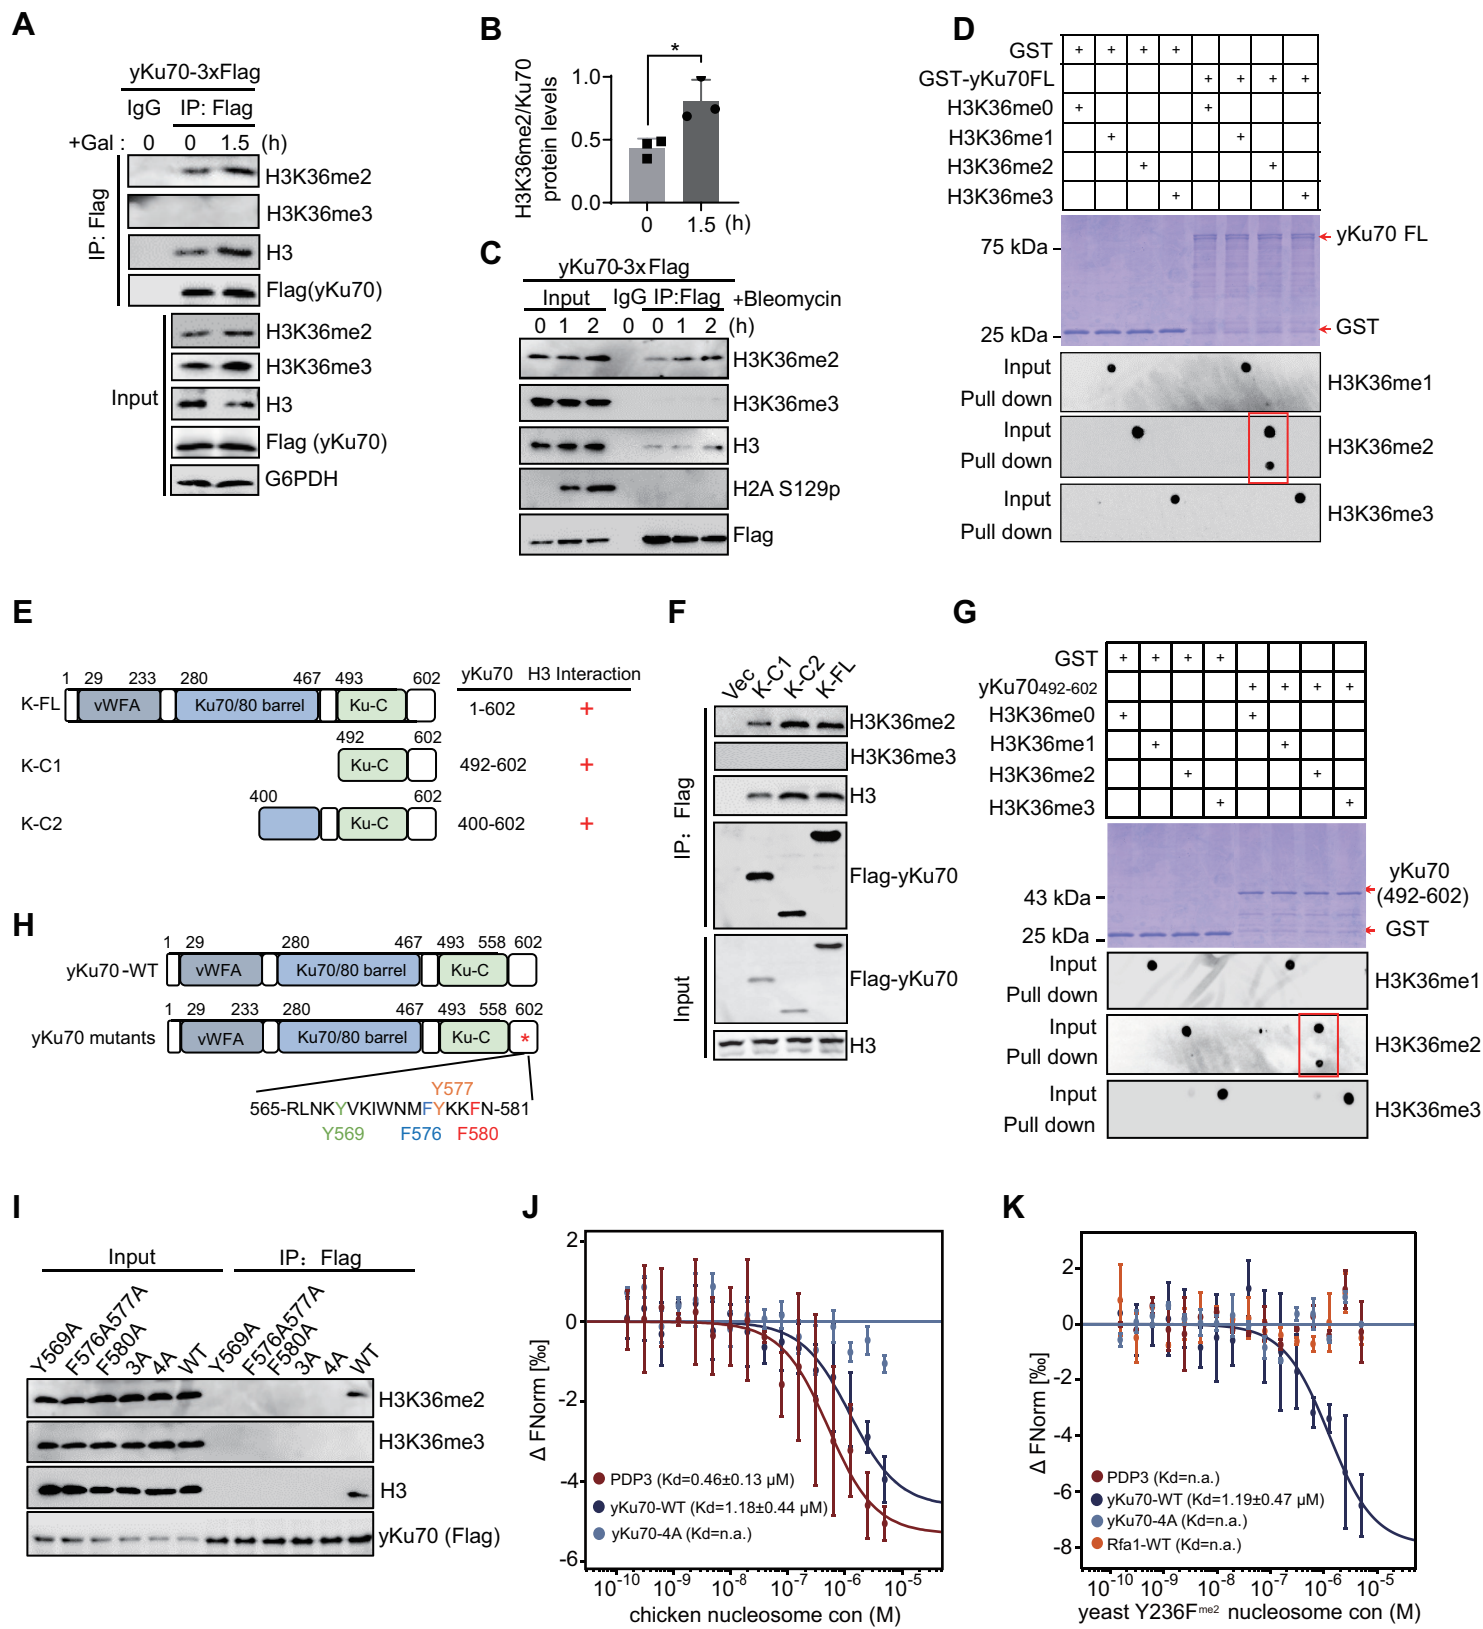 A
yKu70-3xFlag
IgG IP: Flag
+Gal : 0 0 1.5 (h)
IP: Flag
H3K36me2
H3K36me3
H3
Flag(yKu70)
Input
H3K36me2
H3K36me3
H3
Flag (yKu70)
G6PDH
B
H3K36me2/Ku70
protein levels
1.0
0.5
0.0
*
0 1.5 (h)
C
yKu70-3xFlag
Input IgG IP:Flag +Bleomycin
0 1 2 0 0 1 2 (h)
H3K36me2
H3K36me3
H3
H2A S129p
Flag
D
GST + + + +
GST-yKu70FL + + + +
H3K36me0 + +
H3K36me1 + +
H3K36me2 + +
H3K36me3 + +
75 kDa
yKu70 FL
25 kDa
GST
Input
Pull down
H3K36me1
Input
Pull down
H3K36me2
Input
Pull down
H3K36me3
E
1 29 233 280 467 493 602
K-FL vWFA Ku70/80 barrel Ku-C
yKu70 H3 Interaction
1-602 +
492 602
K-C1 Ku-C 492-602 +
400 602
K-C2 Ku-C 400-602 +
F
Vec K-C1 K-C2 K-FL
IP: Flag
H3K36me2
H3K36me3
H3
Flag-yKu70
Input
Flag-yKu70
H3
G
GST + + + +
yKu70492-602 + + + +
H3K36me0 + +
H3K36me1 + +
H3K36me2 + +
H3K36me3 + +
43 kDa
yKu70
(492-602)
25 kDa
GST
Input
Pull down
H3K36me1
Input
Pull down
H3K36me2
Input
Pull down
H3K36me3
H
1 29 280 467 493 558 602
yKu70-WT vWFA Ku70/80 barrel Ku-C
1 29 233 280 467 493 558 602
yKu70 mutants vWFA Ku70/80 barrel Ku-C *
Y577
565-RLNKYVKIWNMFYKKFN-581
Y569 F576 F580
I
Input IP: Flag
Y569A F576A577A F580A 3A 4A WT Y569A F576A577A F580A 3A 4A WT
H3K36me2
H3K36me3
H3
yKu70 (Flag)
J
Δ FNorm [‰]
2
0
-2
-4
-6
PDP3 (Kd=0.46±0.13 μM)
yKu70-WT (Kd=1.18±0.44 μM)
yKu70-4A (Kd=n.a.)
10-10 10-9 10-8 10-7 10-6 10-5
chicken nucleosome con (M)
K
Δ FNorm [‰]
2
0
-2
-4
-6
-8
PDP3 (Kd=n.a.)
yKu70-WT (Kd=1.19±0.47 μM)
yKu70-4A (Kd=n.a.)
Rfa1-WT (Kd=n.a.)
10-10 10-9 10-8 10-7 10-6 10-5
yeast Y236Fme2 nucleosome con (M)